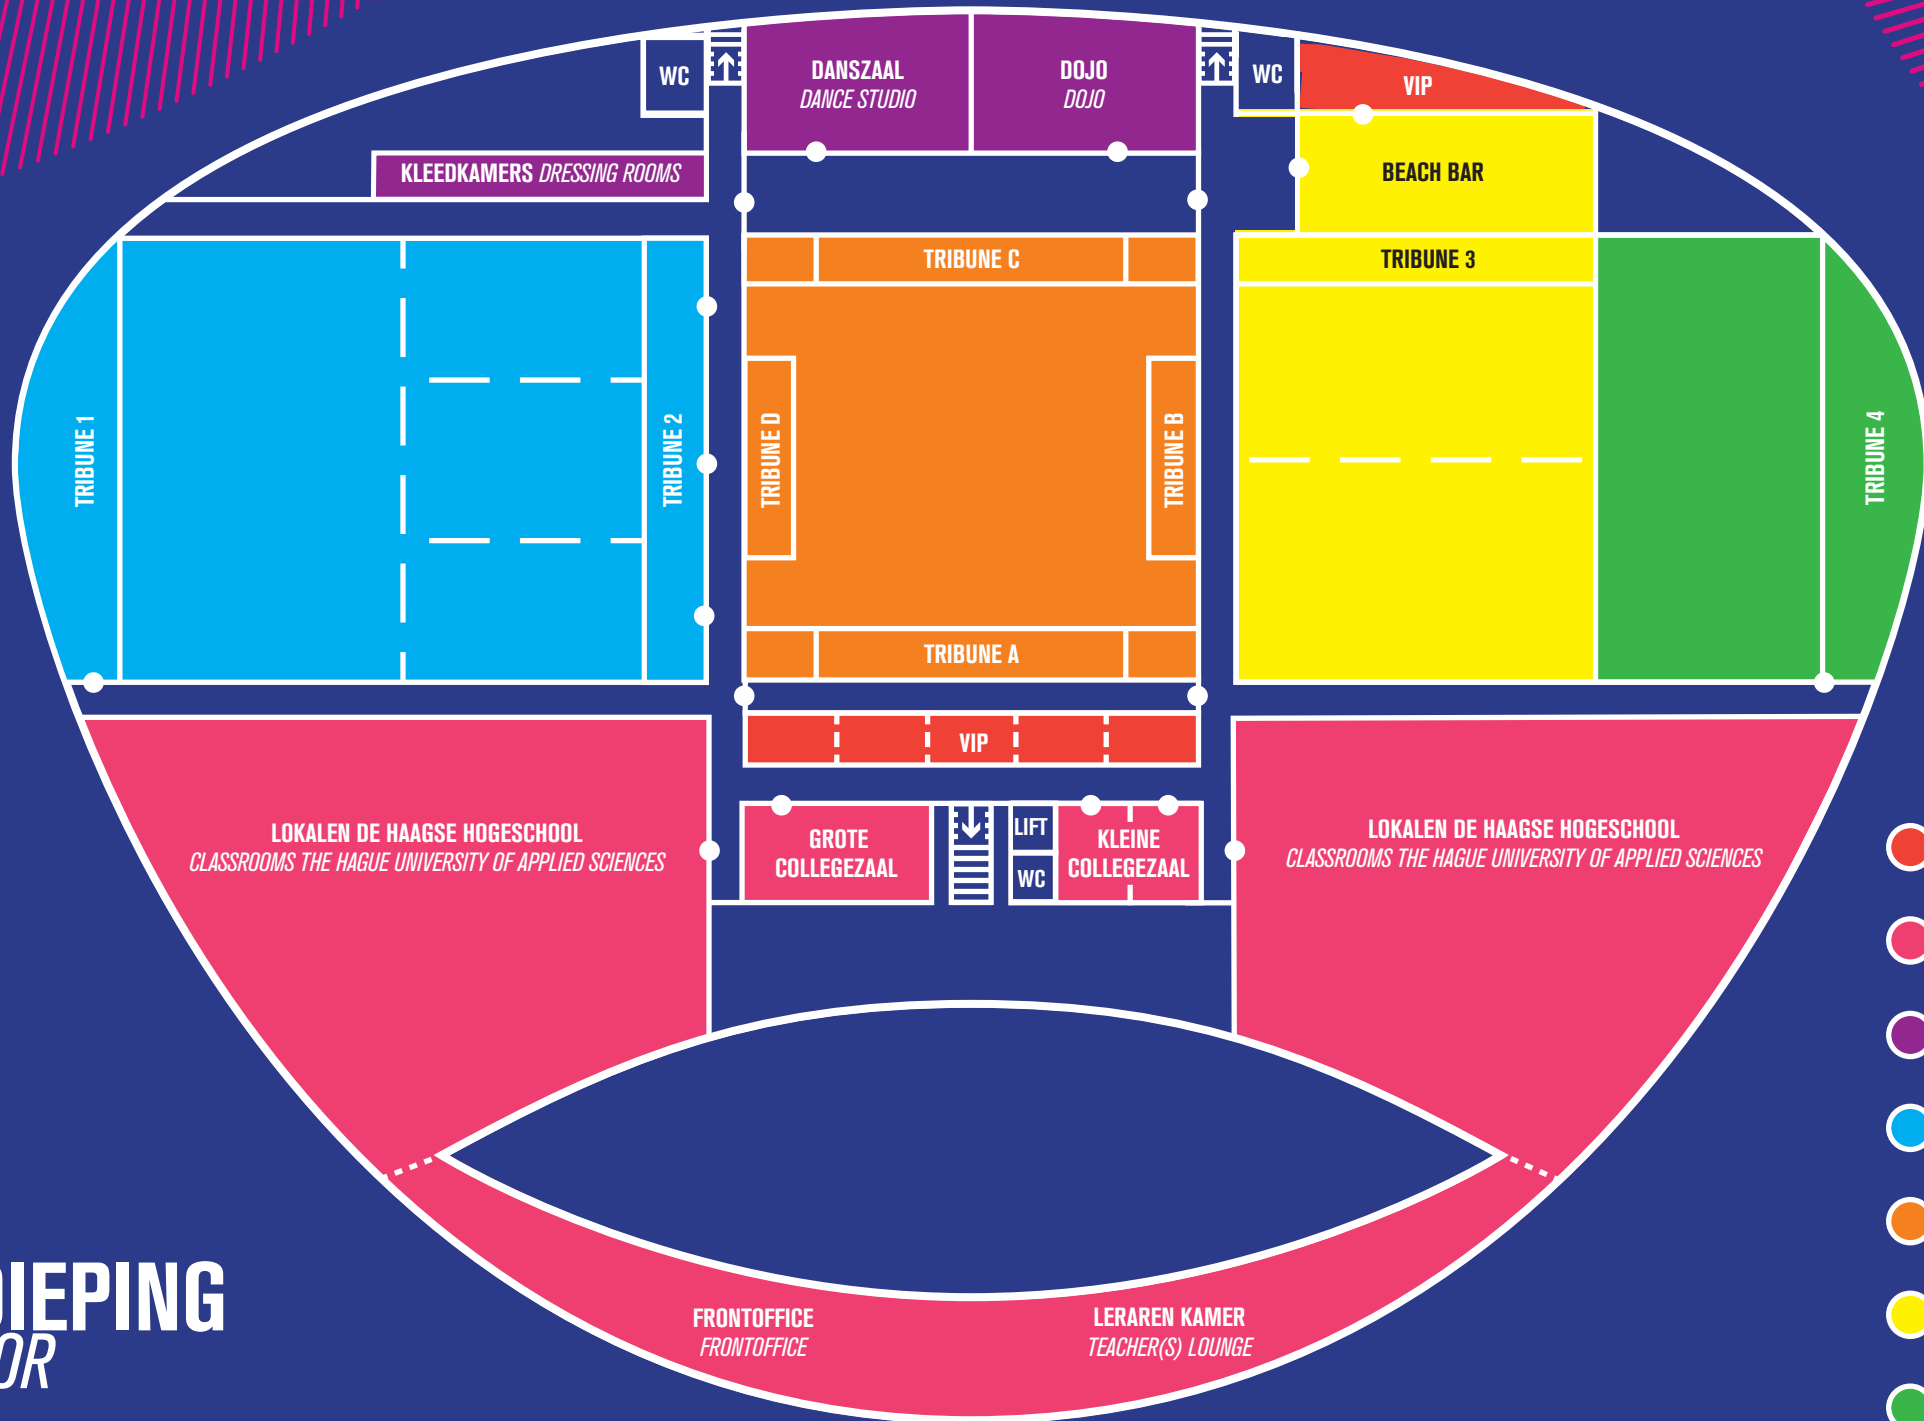 WC
DANSZAAL
DANCE STUDIO
DOJO
DOJO
WC
VIP
KLEEDKAMERS DRESSING ROOMS
BEACH BAR
TRIBUNE C
TRIBUNE 3
TRIBUNE 1
TRIBUNE 2
TRIBUNE D
TRIBUNE B
TRIBUNE 4
TRIBUNE A
VIP
LOKALEN DE HAAGSE HOGESCHOOL
CLASSROOMS THE HAGUE UNIVERSITY OF APPLIED SCIENCES
GROTE
COLLEGEZAAL
LIFT
WC
KLEINE
COLLEGEZAAL
LOKALEN DE HAAGSE HOGESCHOOL
CLASSROOMS THE HAGUE UNIVERSITY OF APPLIED SCIENCES
DIEPING
OR
FRONTOFFICE
FRONTOFFICE
LERAREN KAMER
TEACHER(S) LOUNGE